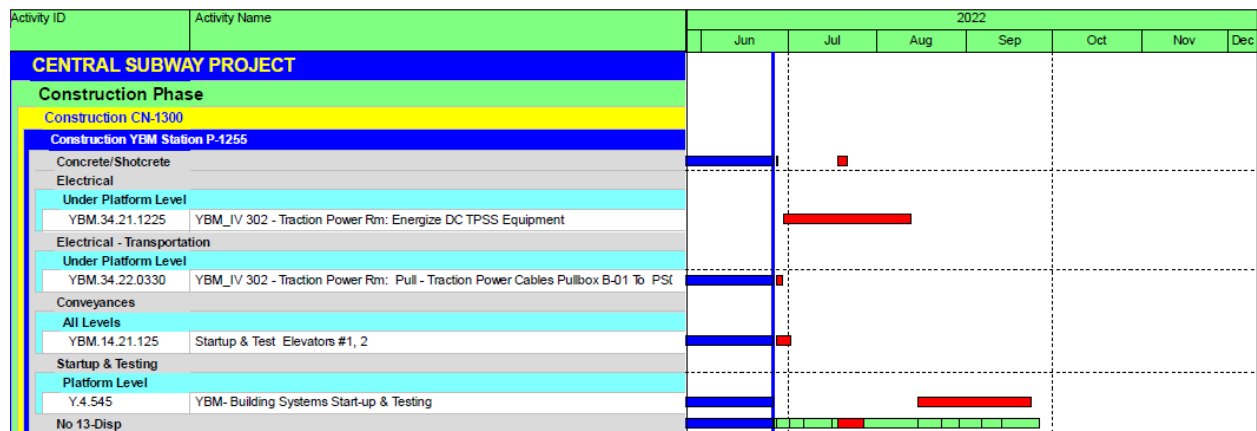 Activity ID Activity Name 2022
Jun Jul Aug Sep Oct Nov Dec
CENTRAL SUBWAY PROJECT
Construction Phase
Construction CN-1300
Construction YBM Station P-1255
Concrete/Shotcrete
Electrical
Under Platform Level
YBM.34.21.1225 YBM_IV 302 - Traction Power Rm: Energize DC TPSS Equipment
Electrical - Transportation
Under Platform Level
YBM.34.22.0330 YBM_IV 302 - Traction Power Rm: Pull - Traction Power Cables Pullbox B-01 To
Conveyances
All Levels
YBM.14.21.125 Startup & Test Elevators #1, 2
Startup & Testing
Platform Level
Y.4.545 YBM- Building Systems Start-up & Testing
No 13-Disp